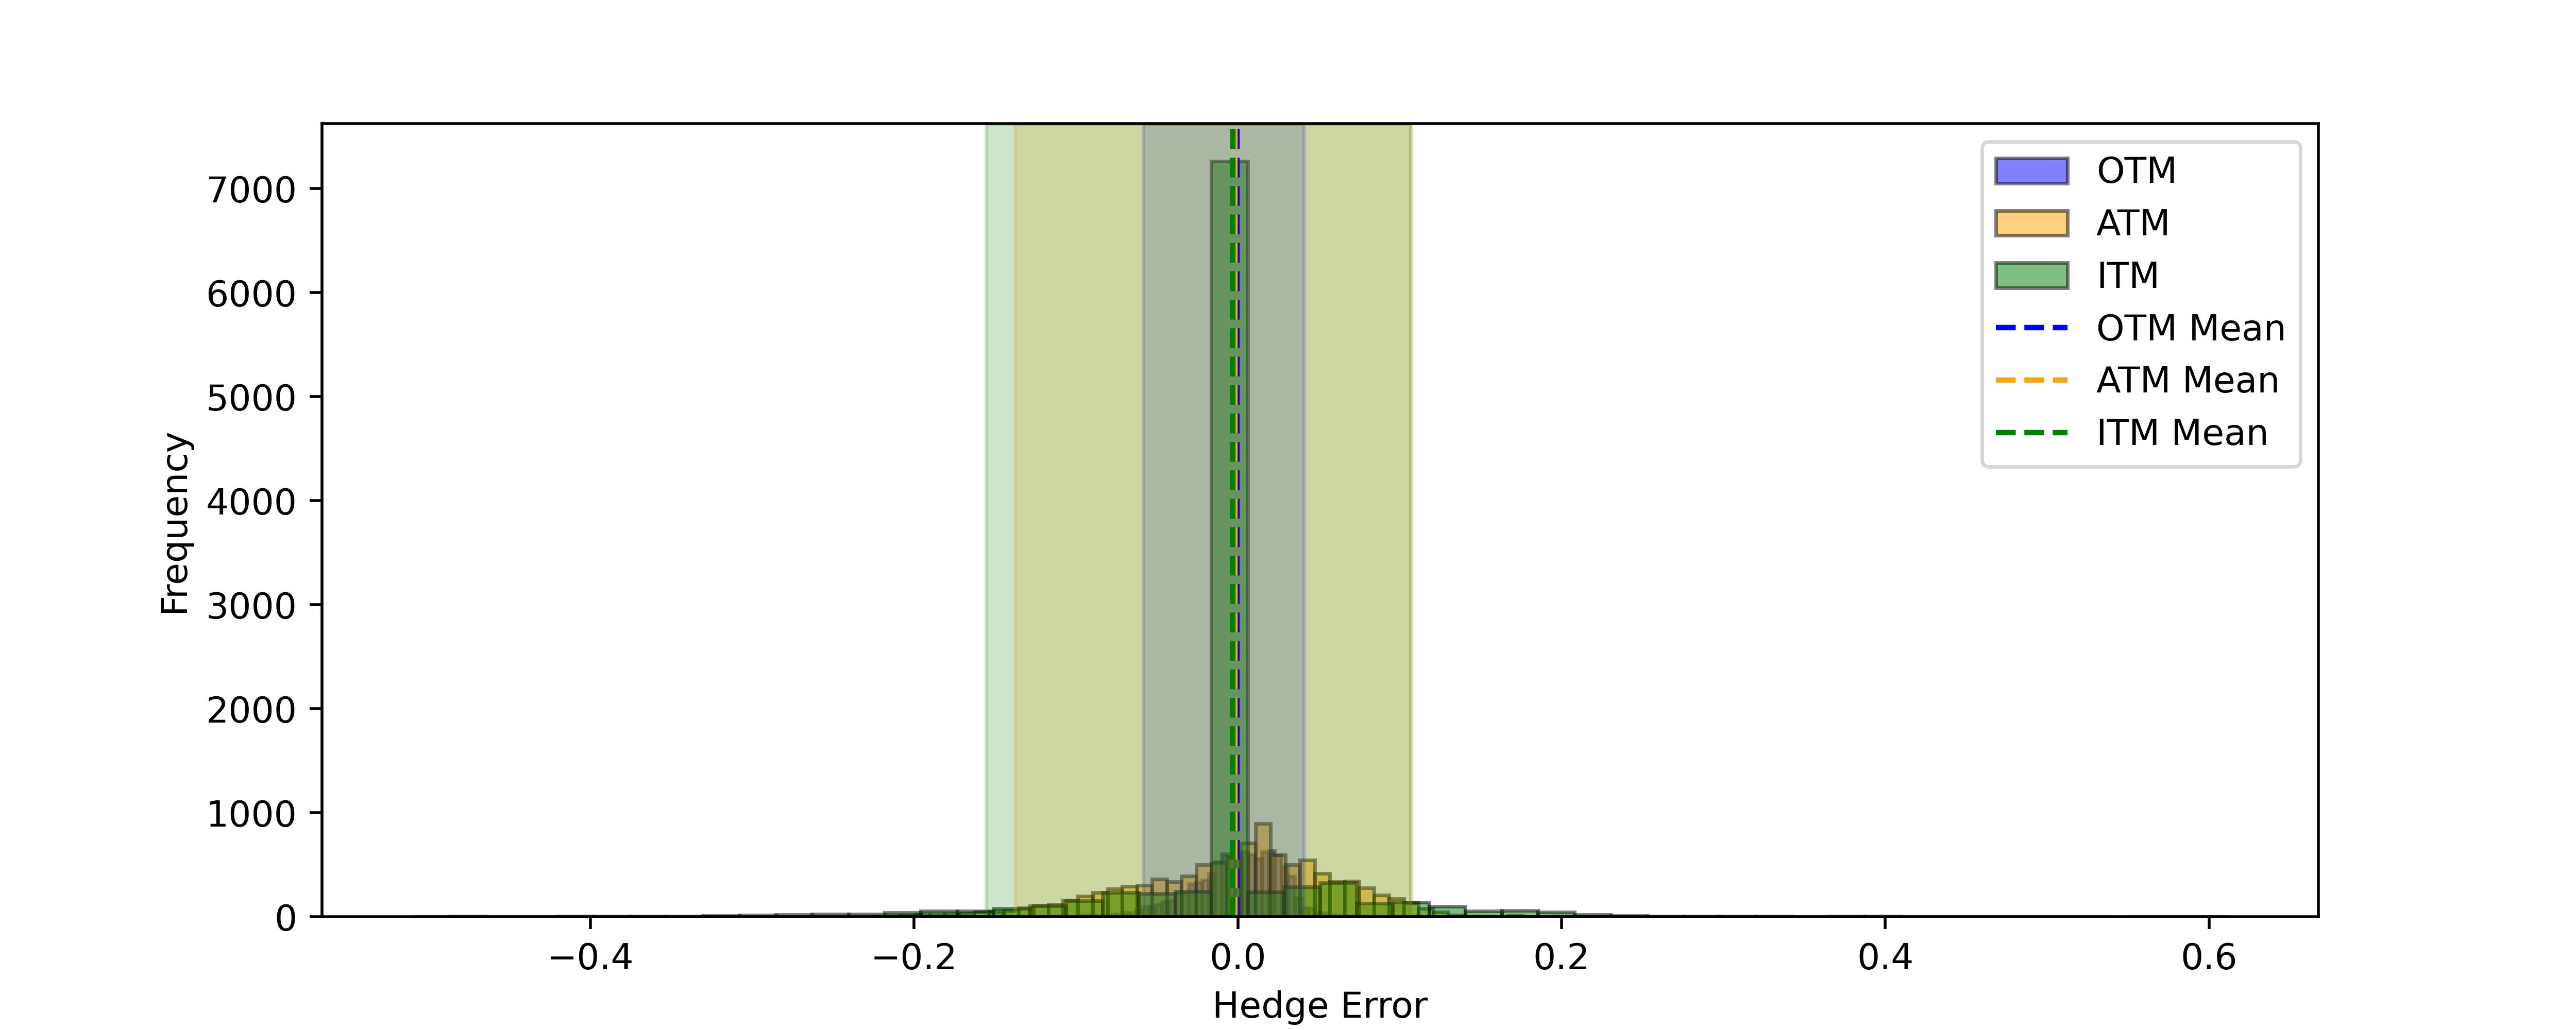 7000
6000
5000
4000
3000
2000
1000
0
Frequency
−0.4
−0.2
0.0
0.2
0.4
0.6
Hedge Error
OTM
ATM
ITM
OTM Mean
ATM Mean
ITM Mean